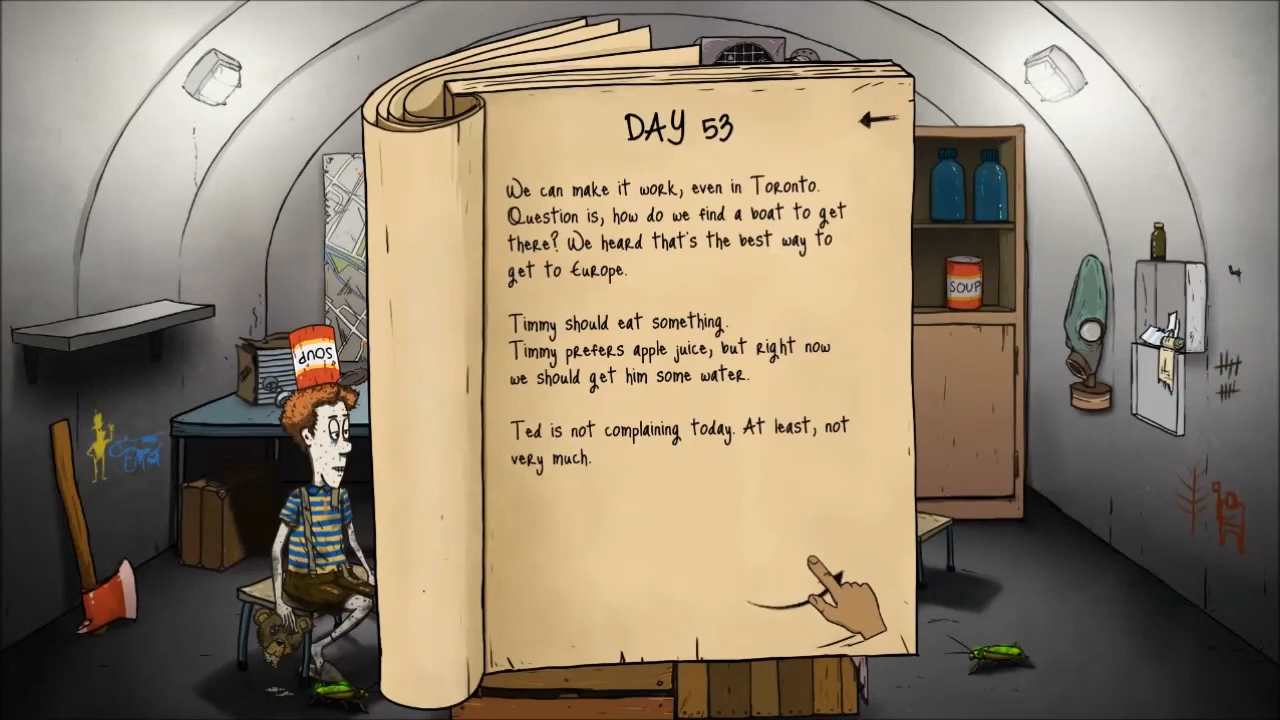 DAY 53
We can make it work, even in Toronto.
Question is, how do we find a boat to get
there? We heard that's the best way to
get to Europe.
Timmy should eat something.
Timmy prefers apple juice, but right now
we should get him some water.
Ted is not complaining today. At least, not
very much.
SOUP
SOUP